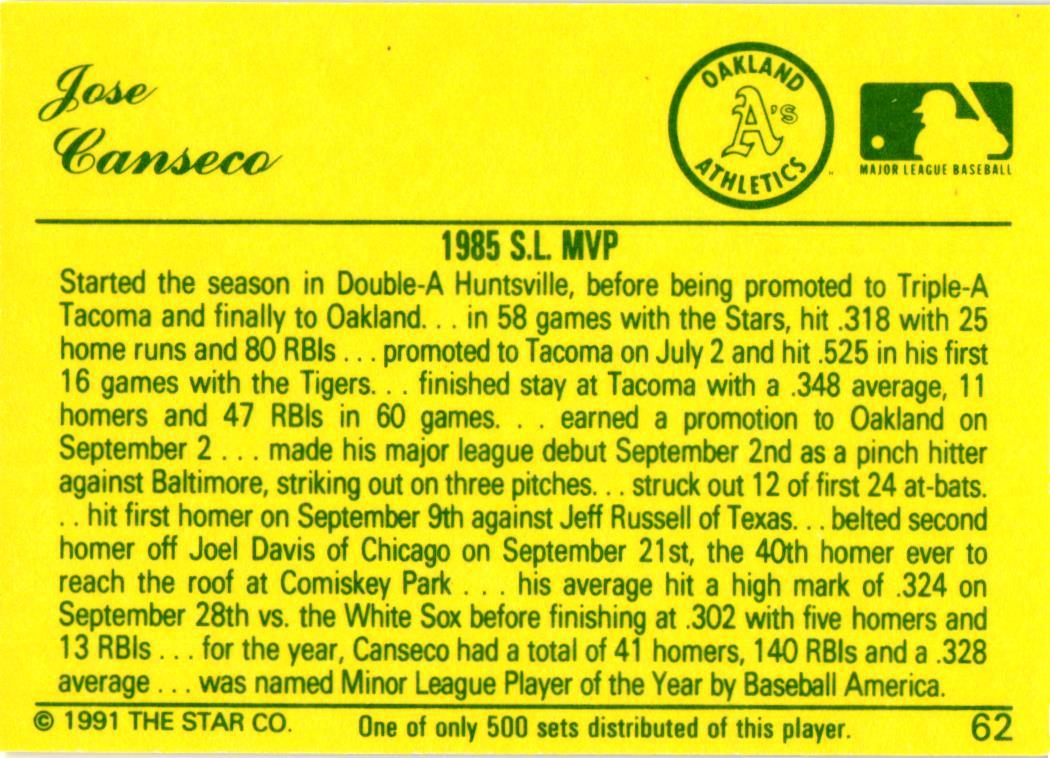 Jose
Canseco
OAKLAND
A's
ATHLETICS
MAJOR LEAGUE BASEBALL
1985 S.L. MVP
Started the season in Double-A Huntsville, before being promoted to Triple-A
Tacoma and finally to Oakland. . . in 58 games with the Stars, hit .318 with 25
home runs and 80 RBIs . . . promoted to Tacoma on July 2 and hit .525 in his first
16 games with the Tigers. . . finished stay at Tacoma with a .348 average, 11
homers and 47 RBIs in 60 games. . . earned a promotion to Oakland on
September 2 . . . made his major league debut September 2nd as a pinch hitter
against Baltimore, striking out on three pitches. . . struck out 12 of first 24 at-bats.
. . hit first homer on September 9th against Jeff Russell of Texas. . . belted second
homer off Joel Davis of Chicago on September 21st, the 40th homer ever to
reach the roof at Comiskey Park . . . his average hit a high mark of .324 on
September 28th vs. the White Sox before finishing at .302 with five homers and
13 RBIs . . . for the year, Canseco had a total of 41 homers, 140 RBIs and a .328
average . . . was named Minor League Player of the Year by Baseball America.
© 1991 THE STAR CO. One of only 500 sets distributed of this player. 62